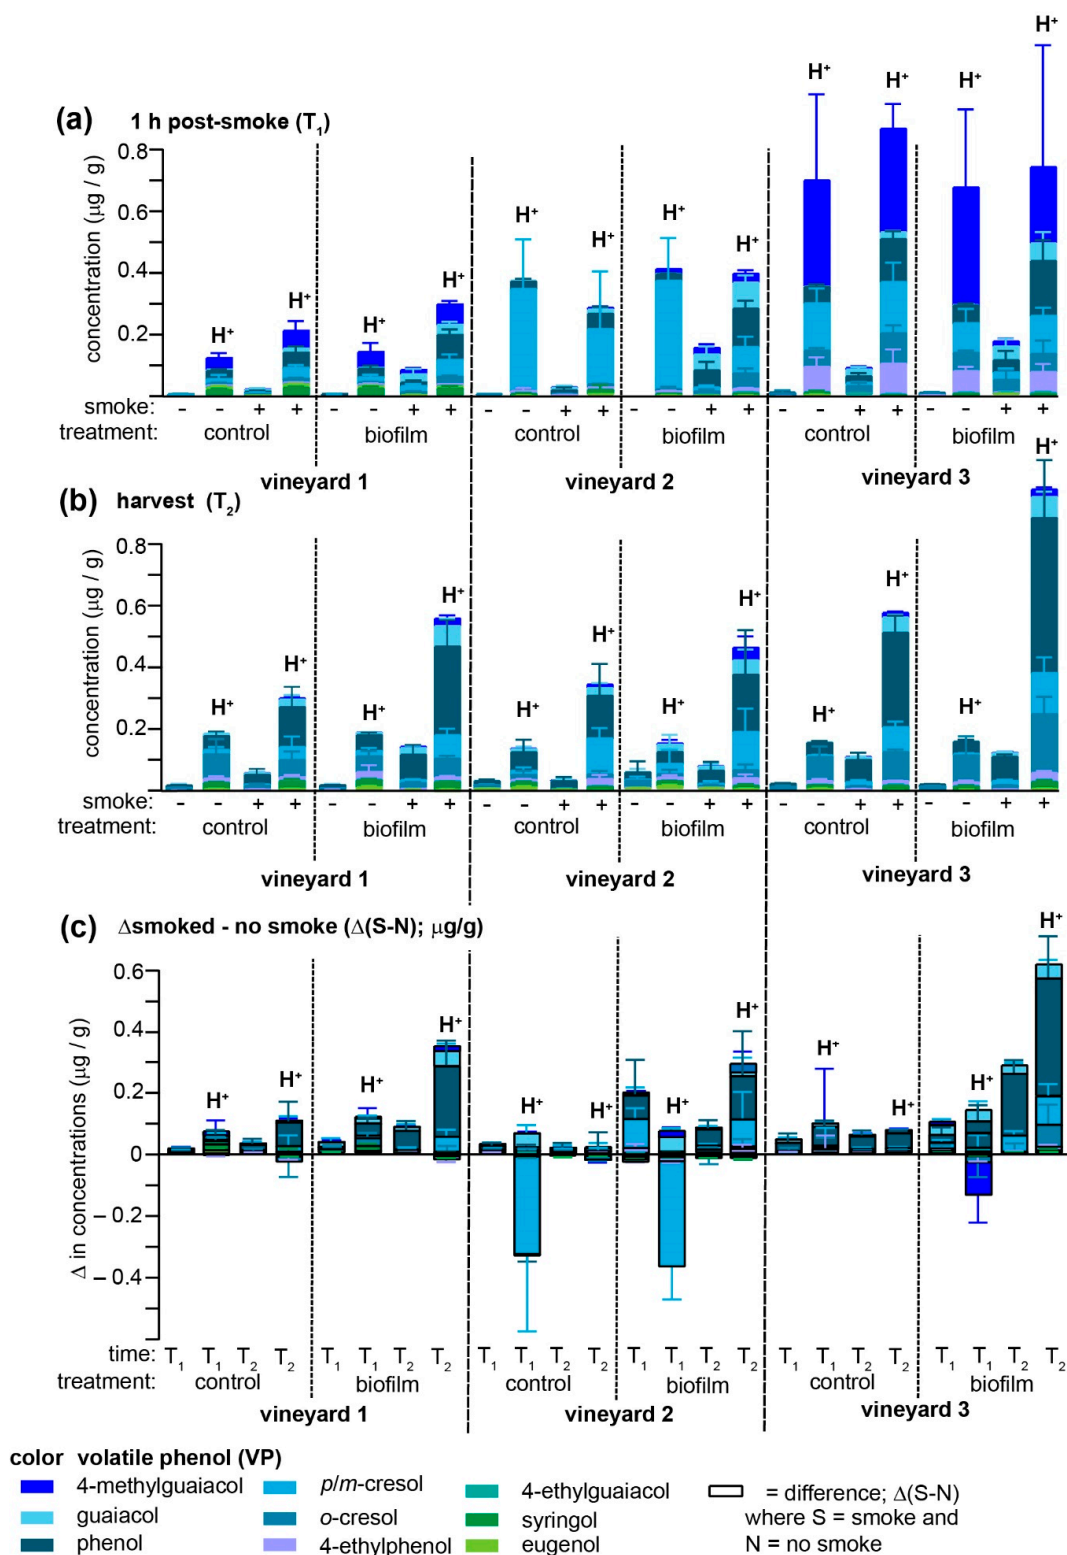 (a) 1 h post-smoke (T1)
H+ H+ H+ H+
H+ H+ H+ H+
H+ H+ H+ H+
concentration (μg / g)
0.8
0.6
0.4
0.2
smoke: - - + + - - + + - - + + - - + + - - + + - - + +
treatment: control biofilm control biofilm control biofilm
vineyard 1 vineyard 2 vineyard 3
(b) harvest (T2)
H+ H+ H+ H+
H+ H+ H+ H+
H+ H+ H+ H+
concentration (μg / g)
0.8
0.6
0.4
0.2
smoke: - - + + - - + + - - + + - - + + - - + + - - + +
treatment: control biofilm control biofilm control biofilm
vineyard 1 vineyard 2 vineyard 3
(c) Δsmoked - no smoke (Δ(S-N); μg/g)
H+ H+ H+ H+
H+ H+ H+ H+
H+ H+ H+ H+
Δ in concentrations (μg / g)
0.6
0.4
0.2
0
– 0.2
– 0.4
time: T1 T1 T2 T2 T1 T1 T2 T2 T1 T1 T2 T2 T1 T1 T2 T2 T1 T1 T2 T2 T1 T1 T2 T2
treatment: control biofilm control biofilm control biofilm
vineyard 1 vineyard 2 vineyard 3
color volatile phenol (VP)
4-methylguaiacol p/m-cresol 4-ethylguaiacol = difference; Δ(S-N)
guaiacol o-cresol syringol where S = smoke and
phenol 4-ethylphenol eugenol N = no smoke